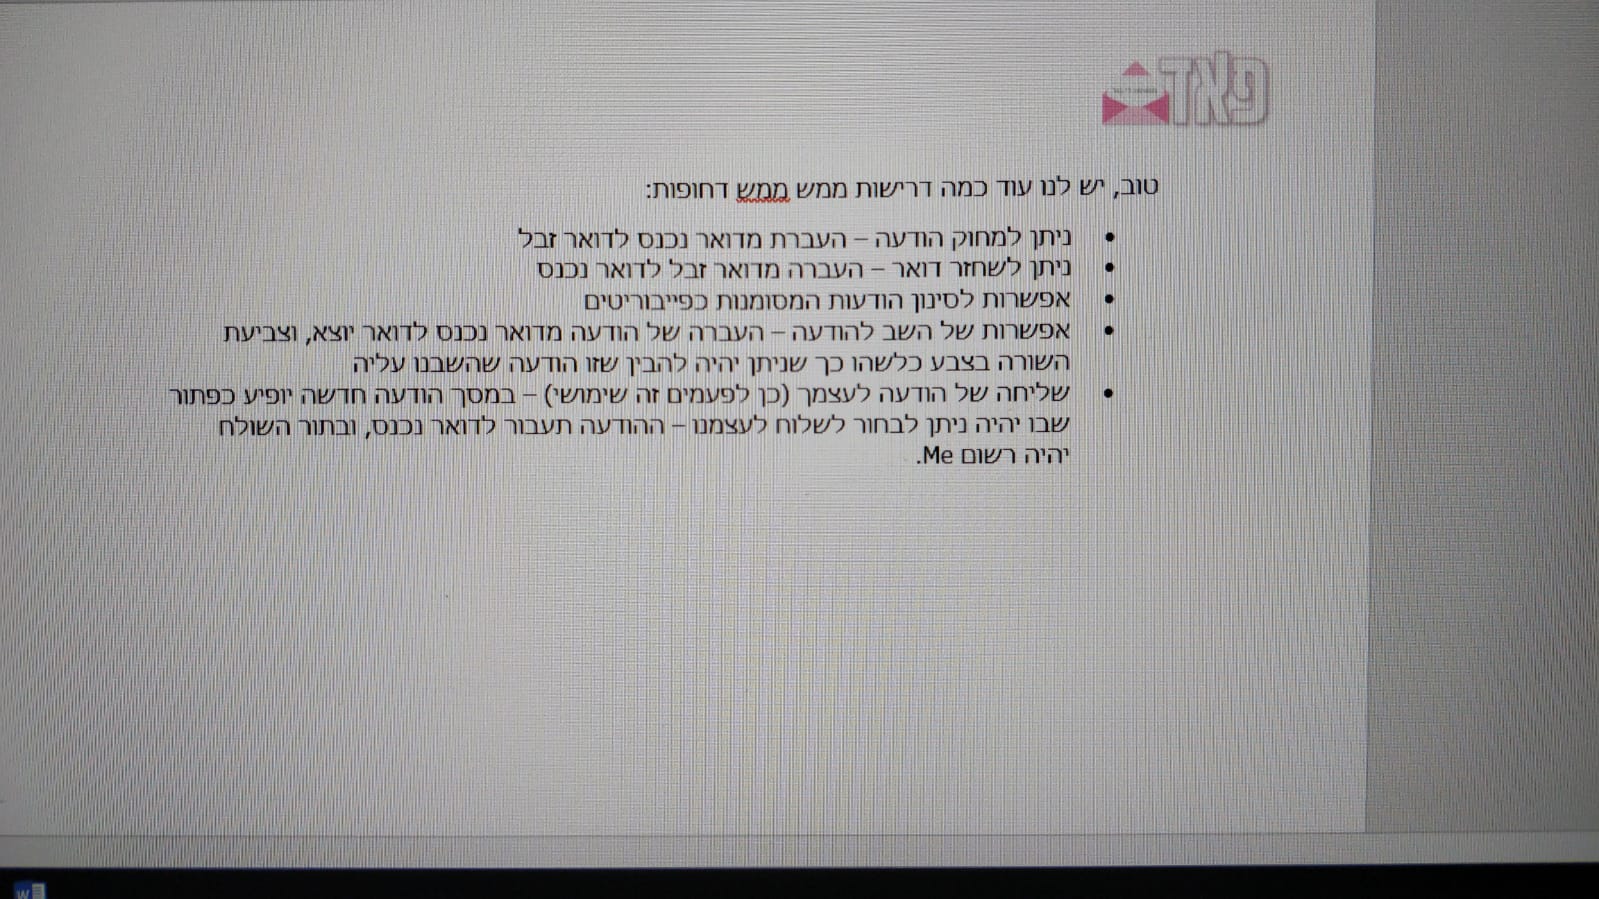 פאד
טוב, יש לנו עוד כמה דרישות ממש ממש דחופות:
• ניתן למחוק הודעה – העברת מדואר נכנס לדואר זבל
• ניתן לשחזר דואר – העברה מדואר זבל לדואר נכנס
• אפשרות לסינון הודעות המסומנות כפייבוריטים
• אפשרות של השב להודעה – העברה של הודעה מדואר נכנס לדואר יוצא, וצביעת
השורה בצבע כלשהו כך שניתן יהיה להבין שזו הודעה שהשבנו עליה
• שליחה של הודעה לעצמך (כן לפעמים זה שימושי) – במסך הודעה חדשה יופיע כפתור
שבו יהיה ניתן לבחור לשלוח לעצמנו – ההודעה תעבור לדואר נכנס, ובתור השולח
יהיה רשום Me.
W